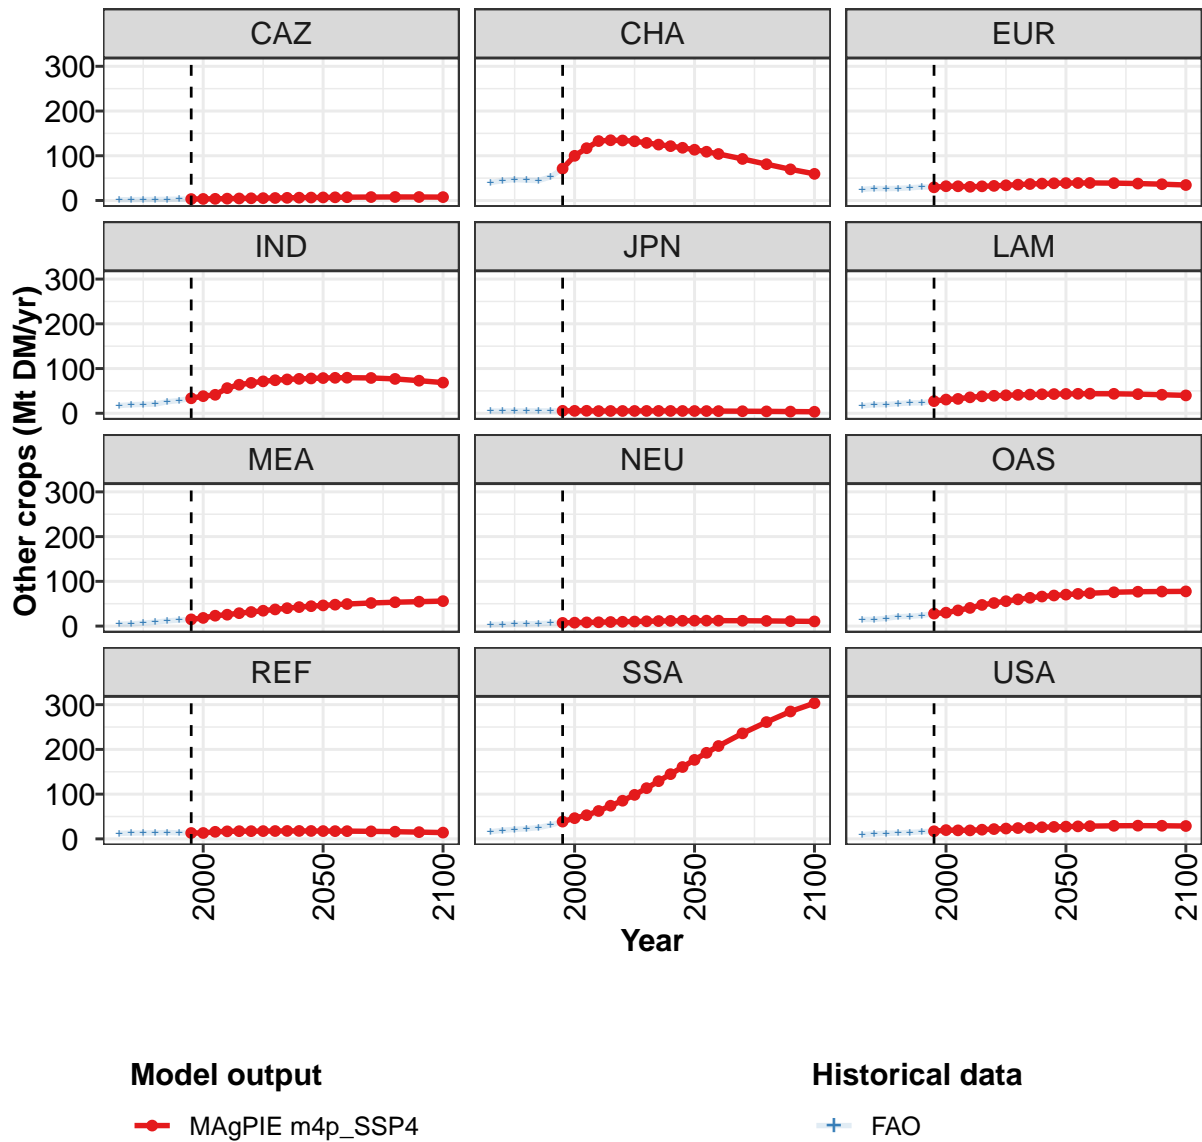 CAZ CHA EUR
300
200
100
0
IND JPN LAM
300
200
100
0
MEA NEU OAS
300
200
100
0
REF SSA USA
300
200
100
0
Other crops (Mt DM/yr)
2000 2050 2100 2000 2050 2100 2000 2050 2100
Year
Model output Historical data
MAgPIE m4p_SSP4 FAO